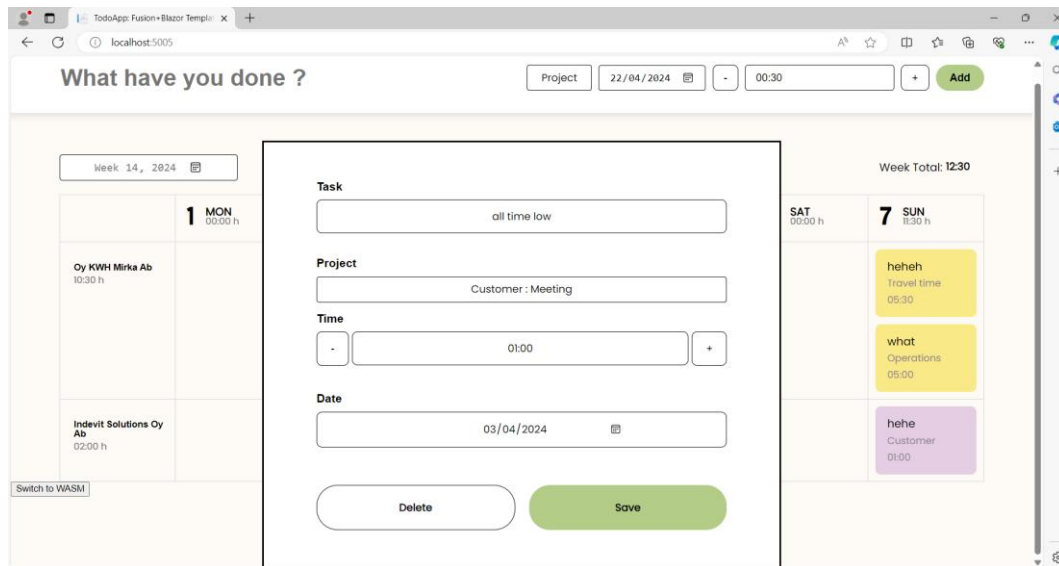 TodoApp: Fusion+Blazor Templa
localhost:5005
What have you done ?
Project
22/04/2024
-
00:30
+
Add
Week 14, 2024
Week Total: 12:30
1 MON
00:00 h
SAT
00:00 h
7 SUN
11:30 h
Oy KWH Mirka Ab
10:30 h
heheh
Travel time
05:30
what
Operations
05:00
Indevit Solutions Oy
Ab
02:00 h
hehe
Customer
01:00
Switch to WASM
Task
all time low
Project
Customer : Meeting
Time
-
01:00
+
Date
03/04/2024
Delete
Save